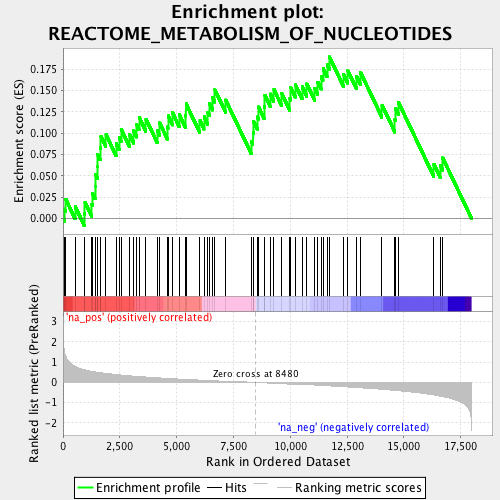 Enrichment plot:
REACTOME_METABOLISM_OF_NUCLEOTIDES
Enrichment score (ES)
0.175
0.150
0.125
0.100
0.075
0.050
0.025
0.000
'na_pos' (positively correlated)
Ranked list metric (PreRanked)
3
2
1
0
-1
-2
Zero cross at 8480
'na_neg' (negatively correlated)
0
2,500
5,000
7,500
10,000
12,500
15,000
17,500
Rank in Ordered Dataset
Enrichment profile
Hits
Ranking metric scores